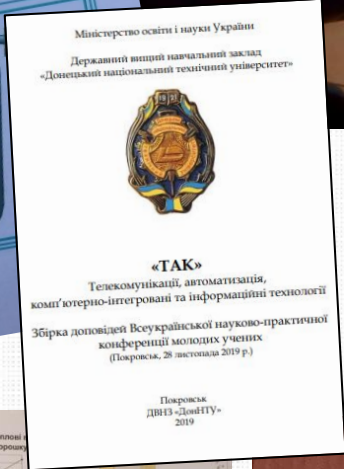 Міністерство освіти і науки України
Державний вищий навчальний заклад
«Донецький національний технічний університет»
«ТАК»
Телекомунікації, автоматизація,
комп'ютерно-інтегровані та інформаційні технології
Збірка доповідей Всеукраїнської науково-практичної
конференції молодих учених
(Покровськ, 28 листопада 2019 р.)
Покровськ
ДВНЗ «ДонНТУ»
2019